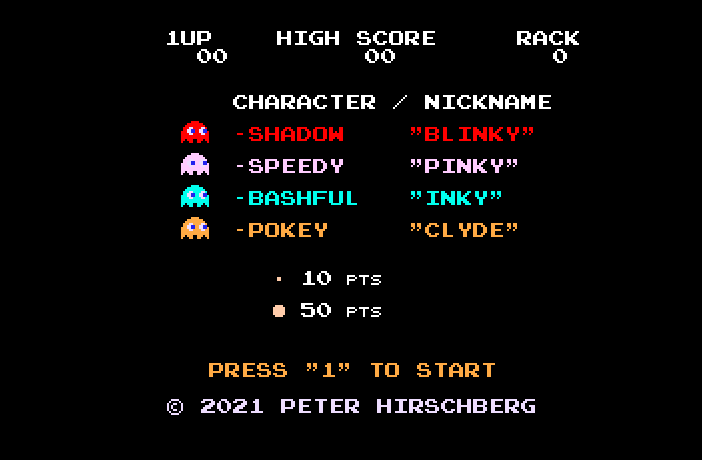 1UP HIGH SCORE RACK
00 00 0
CHARACTER / NICKNAME
-SHADOW "BLINKY"
-SPEEDY "PINKY"
-BASHFUL "INKY"
-POKEY "CLYDE"
10 PTS
50 PTS
PRESS "1" TO START
© 2021 PETER HIRSCHBERG